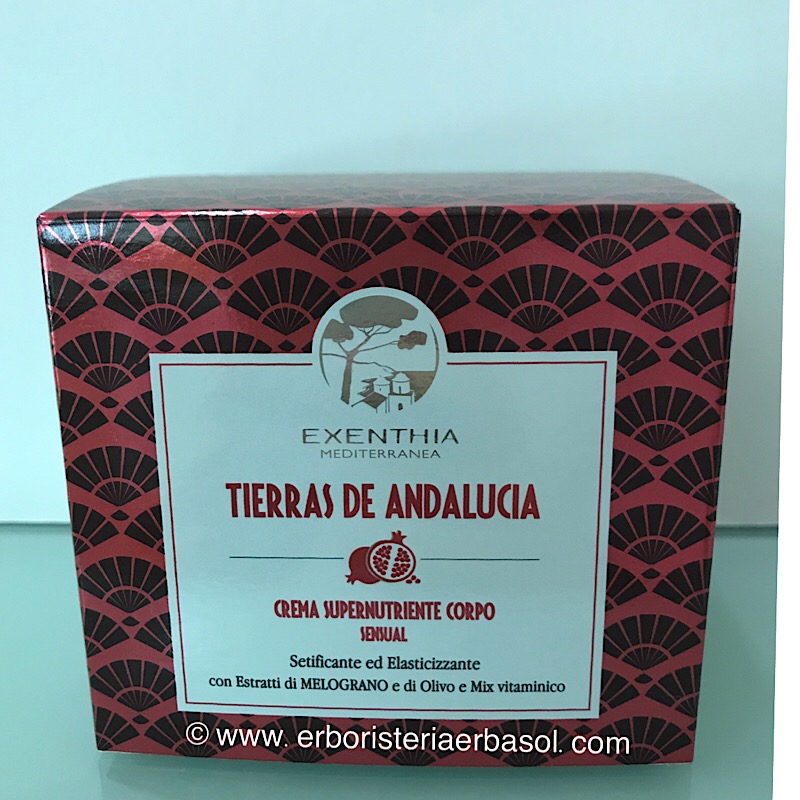 EXENTHIA
MEDITERRANEA
TIERRAS DE ANDALUCIA
CREMA SUPERNUTRIENTE CORPO
SENSUAL
Setificante ed Elasticizzante
con Estratti di MELOGRANO e di Olivo e Mix vitaminico
© www. erboristeriaerbasol. com